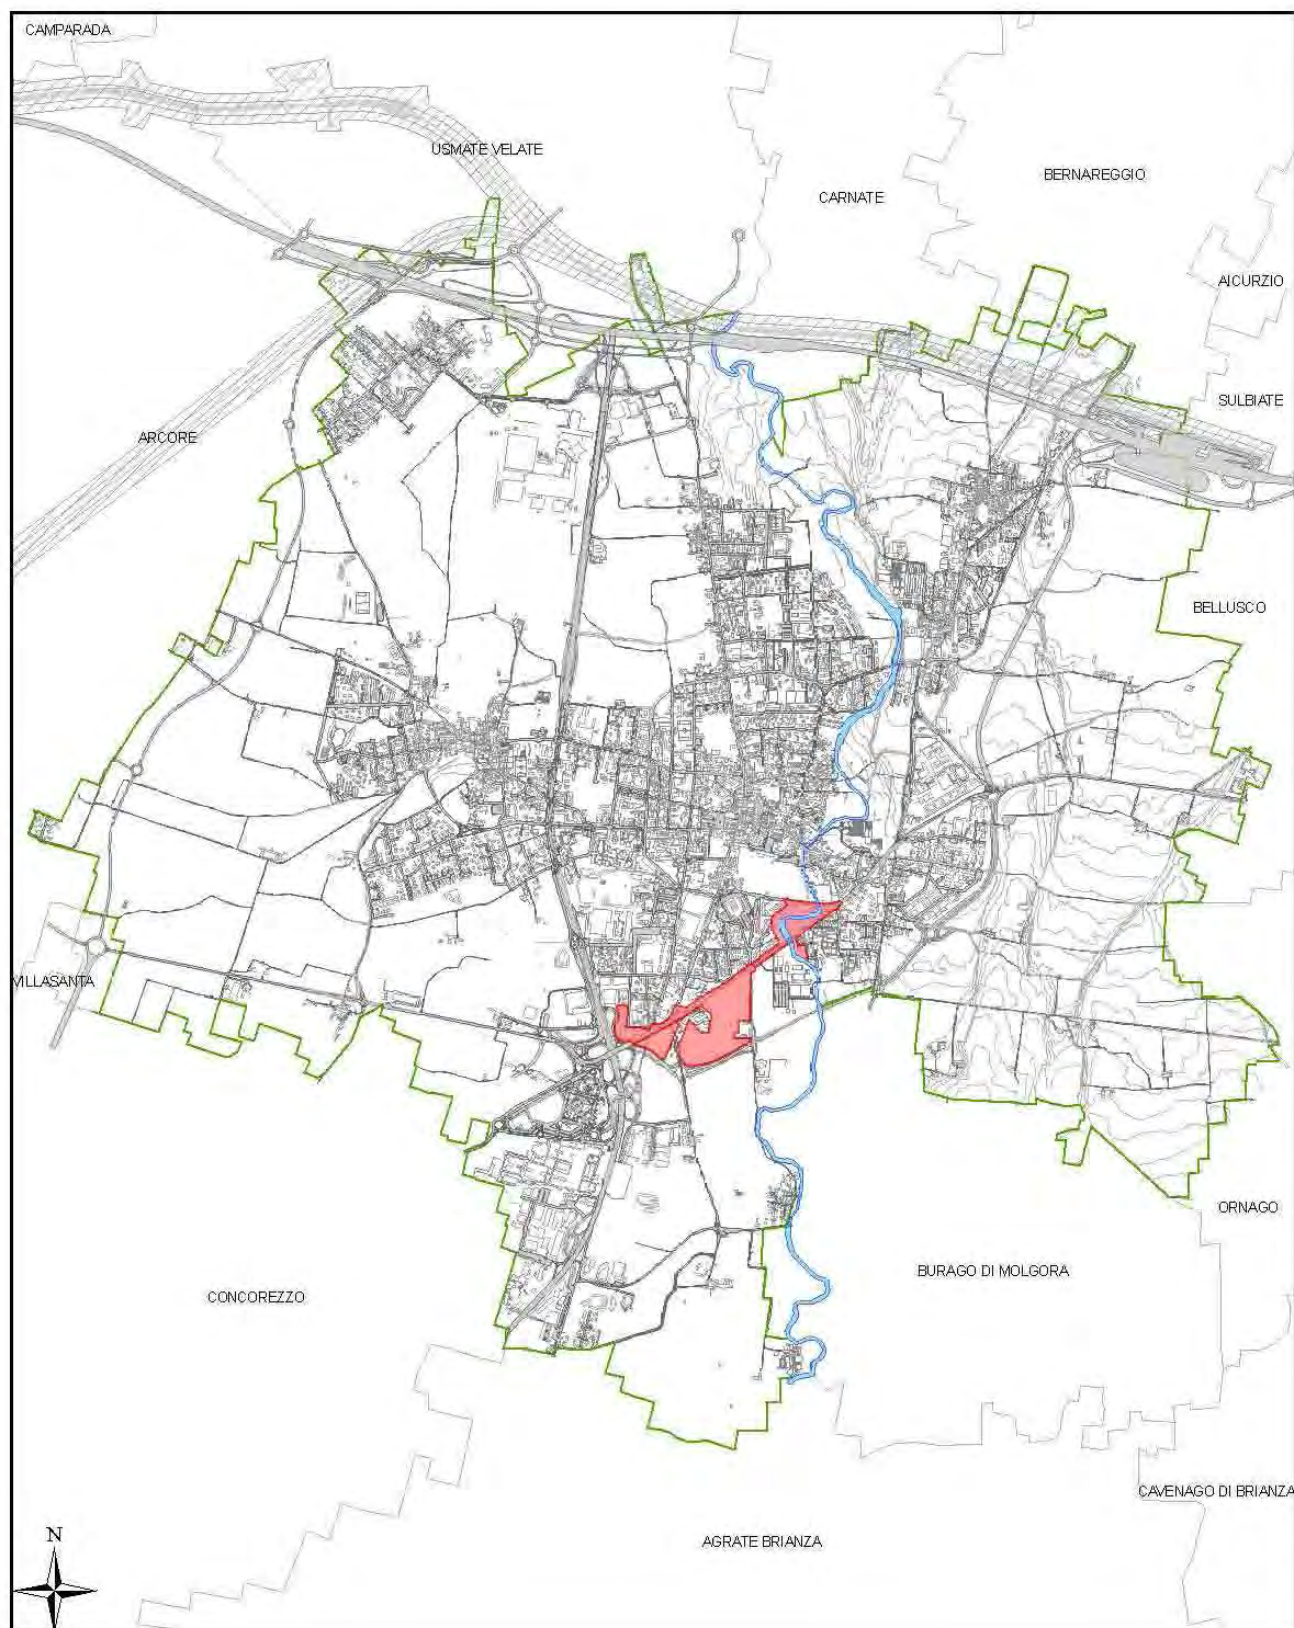 CAMPARADA
USMATE VELATE
BERNAREGGIO
CARNATE
AICURZIO
SULBIATE
ARCORE
BELLUSCO
VILLASANTA
ORNAGO
BURAGO DI MOLGORA
CONCOREZZO
CAVENAGO DI BRIANZA
N
AGRATE BRIANZA